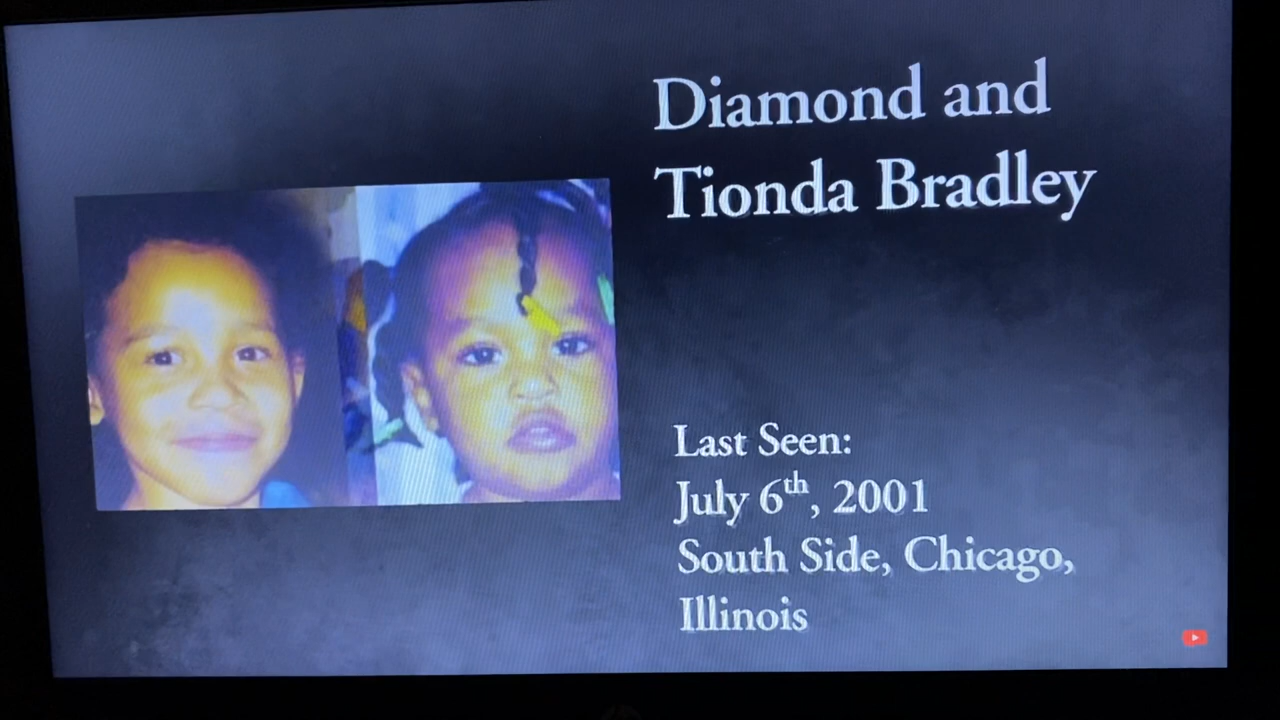 Diamond and
Tionda Bradley
Last Seen:
July 6th, 2001
South Side, Chicago,
Illinois